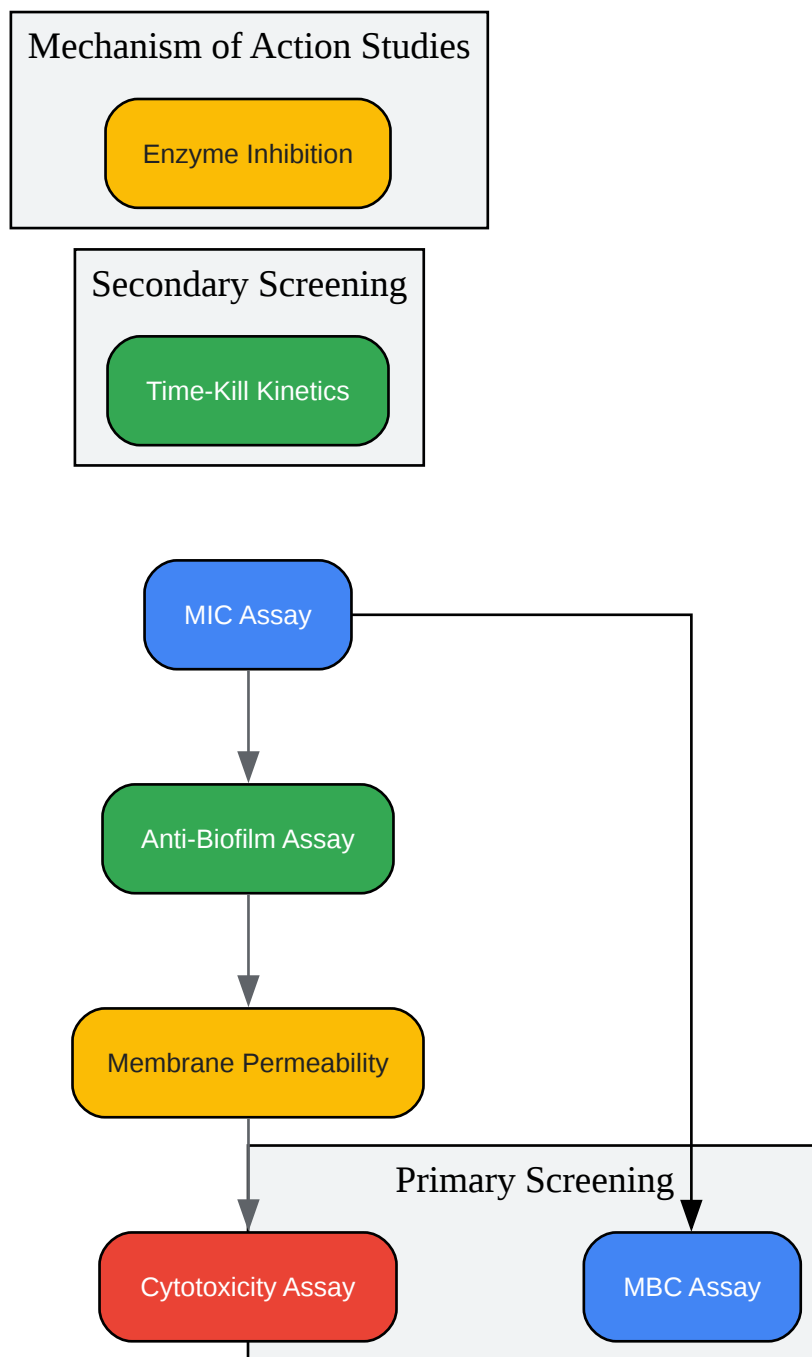 Mechanism of Action Studies
Enzyme Inhibition
Secondary Screening
Time-Kill Kinetics
MIC Assay
Anti-Biofilm Assay
Membrane Permeability
Primary Screening
Cytotoxicity Assay
MBC Assay